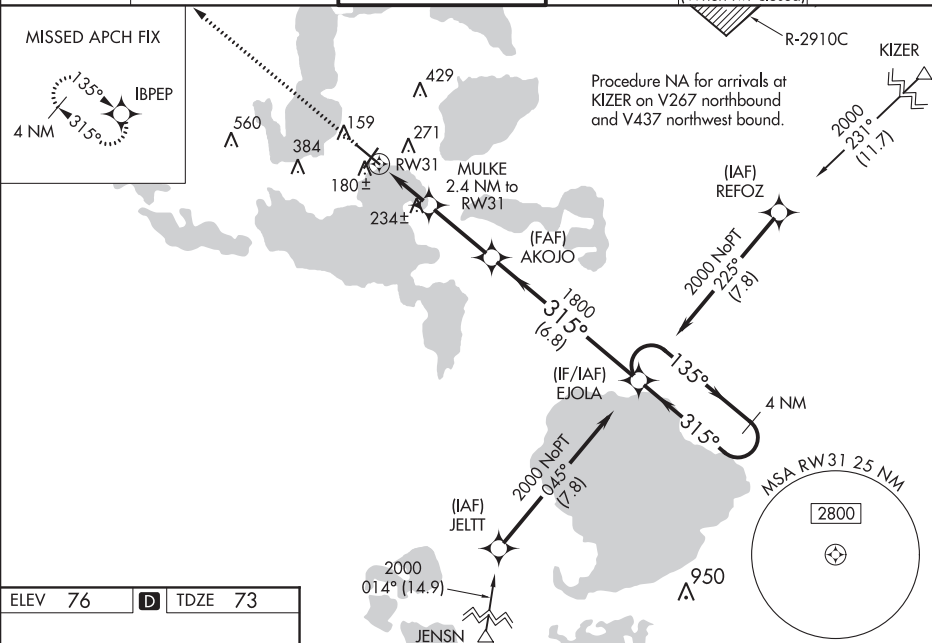 R-2910C
MISSED APCH FIX
135°
IBPEP
4 NM
315°
KIZER
Procedure NA for arrivals at
KIZER on V267 northbound
and V437 northwest bound.
2000
231°
(11.7)
429
560
159
271
384
RW31
180±
MULKE
2.4 NM to
RW31
234±
(IAF)
REFOZ
(FAF)
AKOJO
2000 NoPT
225°
(7.8)
1800
315°
(6.8)
(IF/IAF)
EJOLA
135°
4 NM
315°
2000 NoPT
045°
(7.8)
MSA RW31 25 NM
2800
(IAF)
JELTT
2000
014° (14.9)
950
JENSN
ELEV 76 D TDZE 73